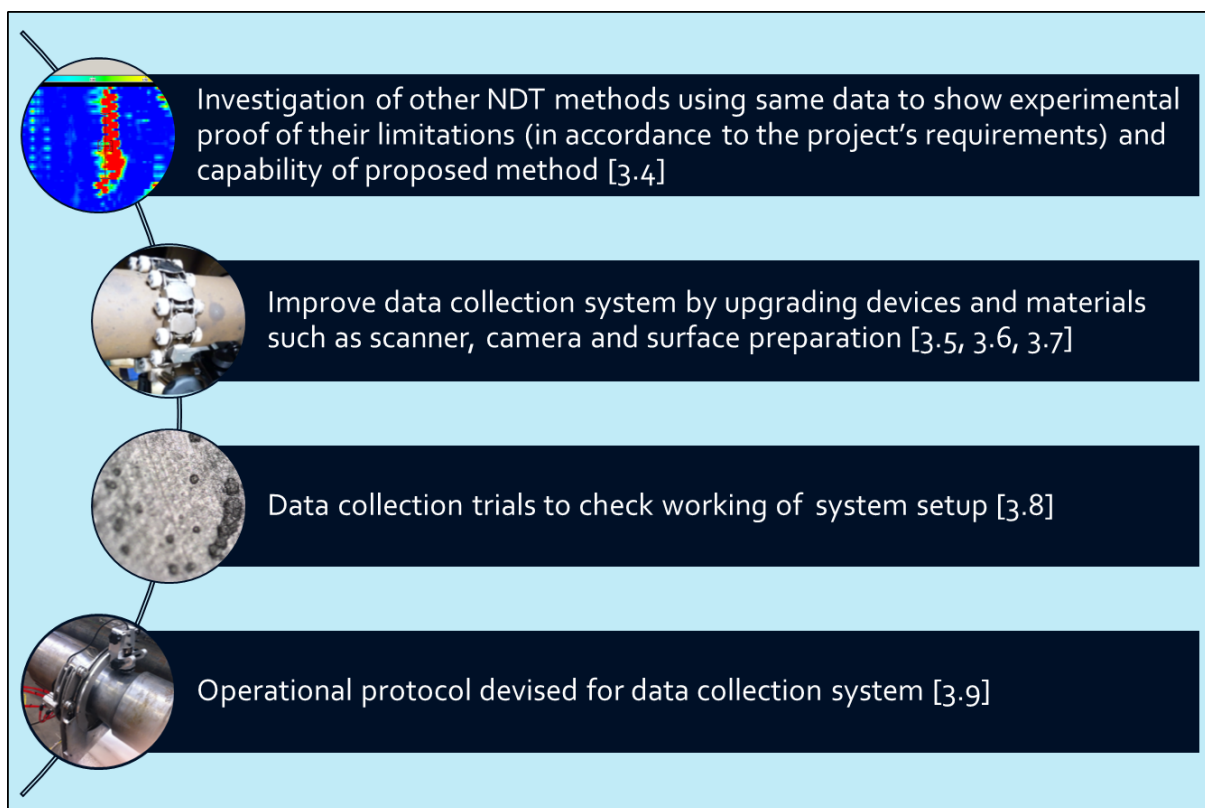 Investigation of other NDT methods using same data to show experimental
proof of their limitations (in accordance to the project's requirements) and
capability of proposed method [3.4]
Improve data collection system by upgrading devices and materials
such as scanner, camera and surface preparation [3.5, 3.6, 3.7]
Data collection trials to check working of system setup [3.8]
Operational protocol devised for data collection system [3.9]